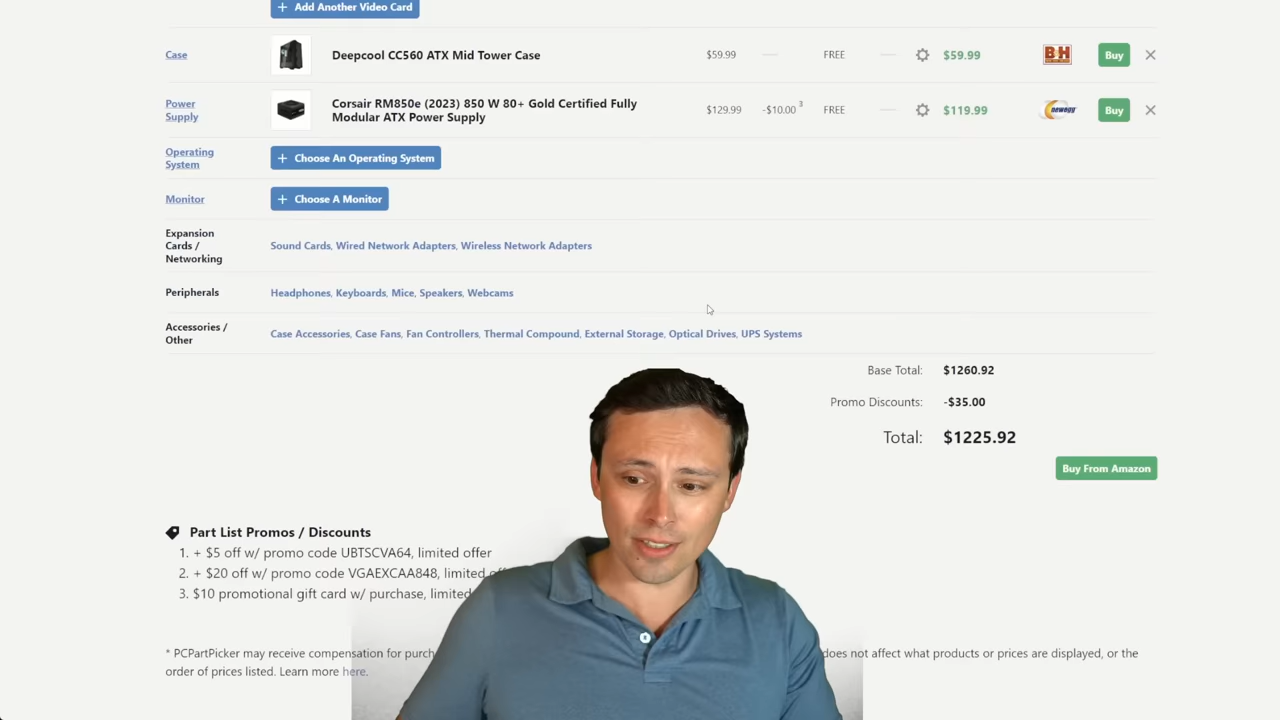 + Add Another Video Card
Case
Deepcool CC560 ATX Mid Tower Case
$59.99
FREE
$59.99
B&H
Buy
Power
Supply
Corsair RM850e (2023) 850 W 80+ Gold Certified Fully
Modular ATX Power Supply
$129.99
-$10.00 3
FREE
$119.99
newegg
Buy
Operating
System
+ Choose An Operating System
Monitor
+ Choose A Monitor
Expansion
Cards /
Networking
Sound Cards, Wired Network Adapters, Wireless Network Adapters
Peripherals
Headphones, Keyboards, Mice, Speakers, Webcams
Accessories /
Other
Case Accessories, Case Fans, Fan Controllers, Thermal Compound, External Storage, Optical Drives, UPS Systems
Base Total: $1260.92
Promo Discounts: -$35.00
Total: $1225.92
Buy From Amazon
Part List Promos / Discounts
1. + $5 off w/ promo code UBTSCVA64, limited offer
2. + $20 off w/ promo code VGAEXCAA848, limited
3. $10 promotional gift card w/ purchase, limited
* PCPartPicker may receive compensation for does not affect what products or prices are displayed, or the
order of prices listed. Learn more here.